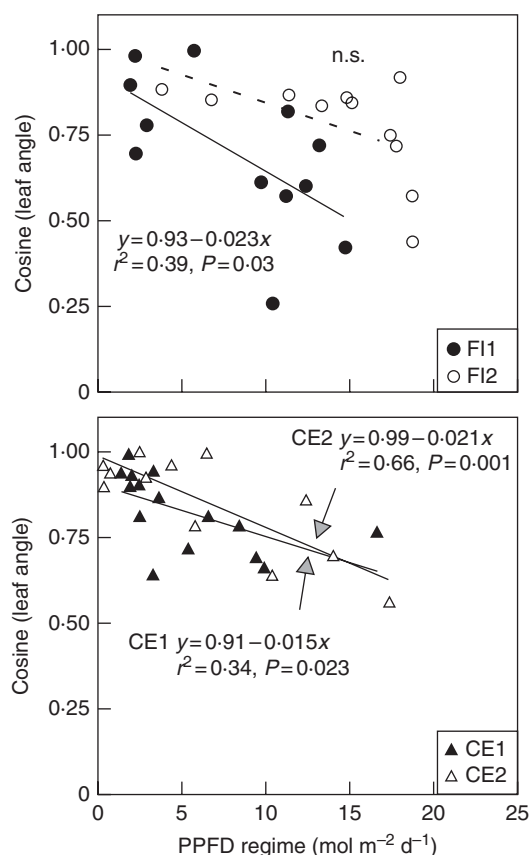 1·00
0·75
0·50
0·25
0
Cosine (leaf angle)
n.s.
y=0·93–0·023x
r²=0·39, P=0·03
FI1
FI2
1·00
0·75
0·50
0·25
0
Cosine (leaf angle)
CE2 y=0·99–0·021x
r²=0·66, P=0·001
CE1 y=0·91–0·015x
r²=0·34, P=0·023
CE1
CE2
0 5 10 15 20 25
PPFD regime (mol m⁻² d⁻¹)